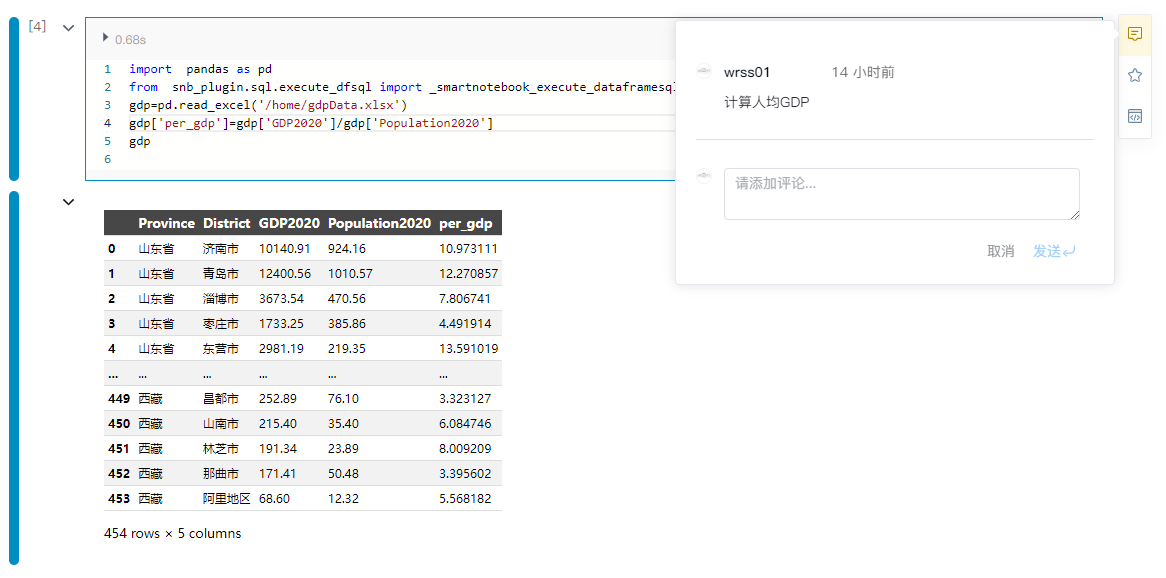 [4]
0.68s
1 import pandas as pd
2 from snb_plugin.sql.execute_dfsql import _smartnotebook_execute_dataframesql
3 gdp=pd.read_excel('/home/gdpData.xlsx')
4 gdp['per_gdp']=gdp['GDP2020']/gdp['Population2020']
5 gdp
6
wrss01 14 小时前
计算人均GDP
请添加评论...
取消 发送
Province District GDP2020 Population2020 per_gdp
0 山东省 济南市 10140.91 924.16 10.973111
1 山东省 青岛市 12400.56 1010.57 12.270857
2 山东省 淄博市 3673.54 470.56 7.806741
3 山东省 枣庄市 1733.25 385.86 4.491914
4 山东省 东营市 2981.19 219.35 13.591019
... ... ... ... ... ...
449 西藏 昌都市 252.89 76.10 3.323127
450 西藏 山南市 215.40 35.40 6.084746
451 西藏 林芝市 191.34 23.89 8.009209
452 西藏 那曲市 171.41 50.48 3.395602
453 西藏 阿里地区 68.60 12.32 5.568182
454 rows × 5 columns